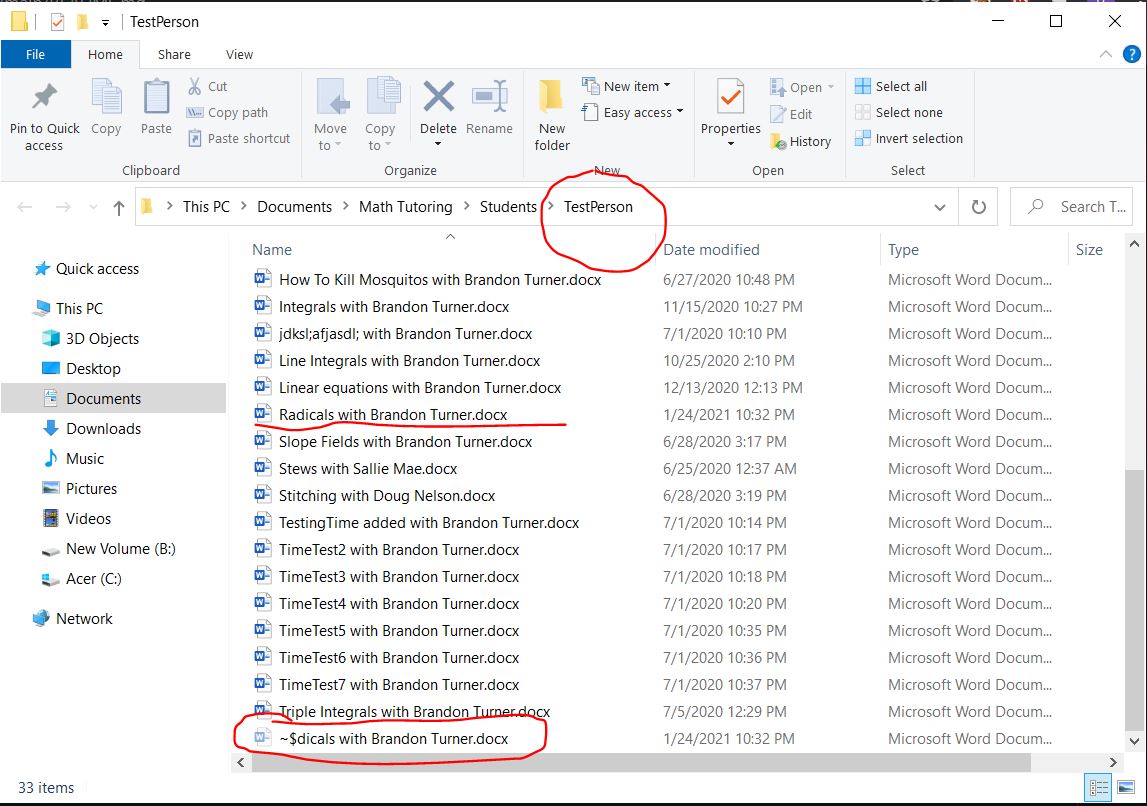 TestPerson
File Home Share View
Pin to Quick access
Copy
Paste
Cut
Copy path
Paste shortcut
Clipboard
Move to
Copy to
Delete
Rename
Organize
New folder
New item
Easy access
New
Properties
Open
Edit
History
Open
Select all
Select none
Invert selection
Select
This PC > Documents > Math Tutoring > Students > TestPerson
Search T...
Quick access
This PC
3D Objects
Desktop
Documents
Downloads
Music
Pictures
Videos
New Volume (B:)
Acer (C:)
Network
Name Date modified Type Size
How To Kill Mosquitos with Brandon Turner.docx 6/27/2020 10:48 PM Microsoft Word Docum...
Integrals with Brandon Turner.docx 11/15/2020 10:27 PM Microsoft Word Docum...
jdksl;afjasdl; with Brandon Turner.docx 7/1/2020 10:10 PM Microsoft Word Docum...
Line Integrals with Brandon Turner.docx 10/25/2020 2:10 PM Microsoft Word Docum...
Linear equations with Brandon Turner.docx 12/13/2020 12:13 PM Microsoft Word Docum...
Radicals with Brandon Turner.docx 1/24/2021 10:32 PM Microsoft Word Docum...
Slope Fields with Brandon Turner.docx 6/28/2020 3:17 PM Microsoft Word Docum...
Stews with Sallie Mae.docx 6/25/2020 12:37 AM Microsoft Word Docum...
Stitching with Doug Nelson.docx 6/28/2020 3:19 PM Microsoft Word Docum...
TestingTime added with Brandon Turner.docx 7/1/2020 10:14 PM Microsoft Word Docum...
TimeTest2 with Brandon Turner.docx 7/1/2020 10:17 PM Microsoft Word Docum...
TimeTest3 with Brandon Turner.docx 7/1/2020 10:18 PM Microsoft Word Docum...
TimeTest4 with Brandon Turner.docx 7/1/2020 10:20 PM Microsoft Word Docum...
TimeTest5 with Brandon Turner.docx 7/1/2020 10:35 PM Microsoft Word Docum...
TimeTest6 with Brandon Turner.docx 7/1/2020 10:36 PM Microsoft Word Docum...
TimeTest7 with Brandon Turner.docx 7/1/2020 10:37 PM Microsoft Word Docum...
Triple Integrals with Brandon Turner.docx 7/5/2020 12:29 PM Microsoft Word Docum...
~$dicals with Brandon Turner.docx 1/24/2021 10:32 PM Microsoft Word Docum...
33 items